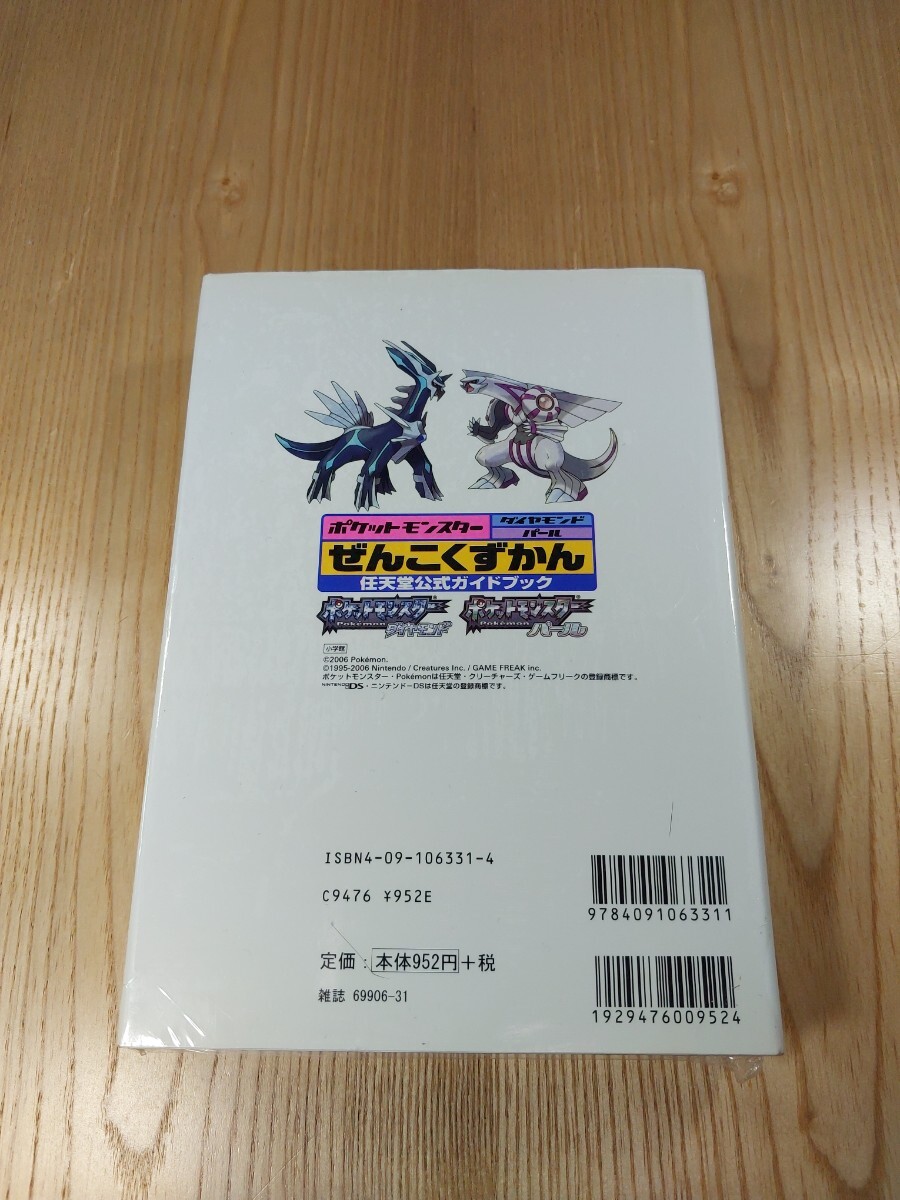 ポケットモンスター ダイヤモンド パール
ぜんこくずかん
任天堂公式ガイドブック
ポケットモンスター Pokémon ダイヤモンド
ポケットモンスター Pokémon パール
小学館
©2006 Pokémon.
©1995-2006 Nintendo / Creatures Inc. / GAME FREAK inc.
ポケットモンスター・Pokémonは任天堂・クリーチャーズ・ゲームフリークの登録商標です。
NINTENDO DS・ニンテンドーDSは任天堂の登録商標です。
ISBN4-09-106331-4
C9476 ¥952E
9784091063311
定価：本体952円+税
雑誌 69906-31
1929476009524